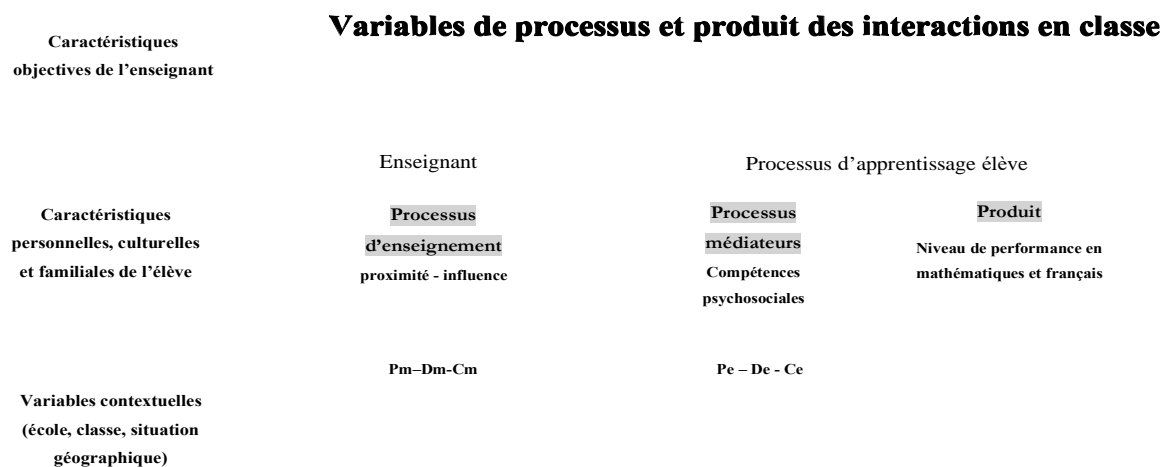 Variables de processus et produit des interactions en classe
Caractéristiques
objectives de l'enseignant
Caractéristiques
personnelles, culturelles
et familiales de l'élève
Variables contextuelles
(école, classe, situation
géographique)
Enseignant
Processus
d'enseignement
proximité - influence
Pm–Dm-Cm
Processus d'apprentissage élève
Processus
médiateurs
Compétences
psychosociales
Pe – De - Ce
Produit
Niveau de performance en
mathématiques et français